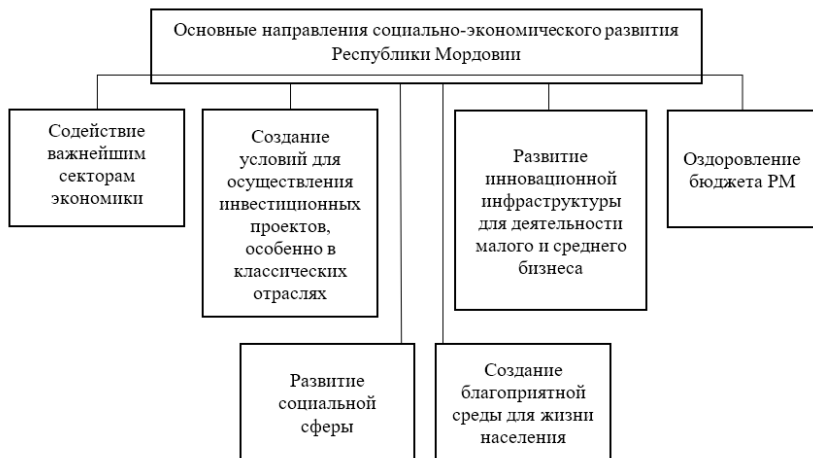 Основные направления социально-экономического развития
Республики Мордовии
Содействие
важнейшим
секторам
экономики
Создание
условий для
осуществления
инвестиционных
проектов,
особенно в
классических
отраслях
Развитие
инновационной
инфраструктуры
для деятельности
малого и среднего
бизнеса
Оздоровление
бюджета РМ
Развитие
социальной
сферы
Создание
благоприятной
среды для жизни
населения